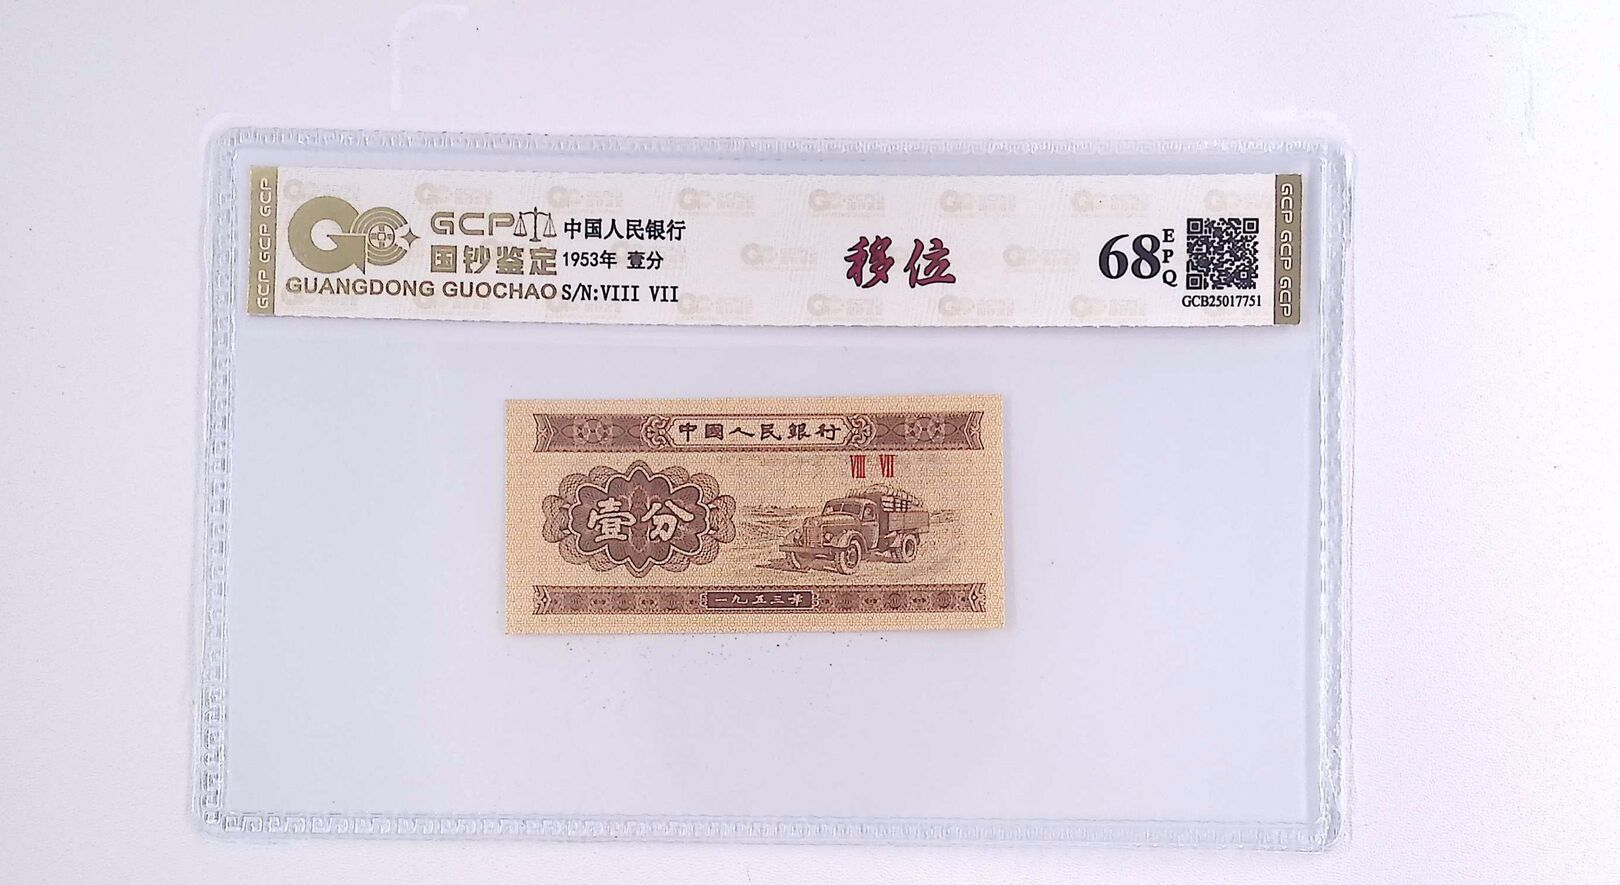 GCP GCP GCP
GCP
国钞鉴定
GUANGDONG GUOCHAO
中国人民银行
1953年 壹分
S/N:VIII VII
移位
68
EPQ
GCB25017751
GCP GCP GCP
中國人民銀行
VIII VII
壹分
一九五三年